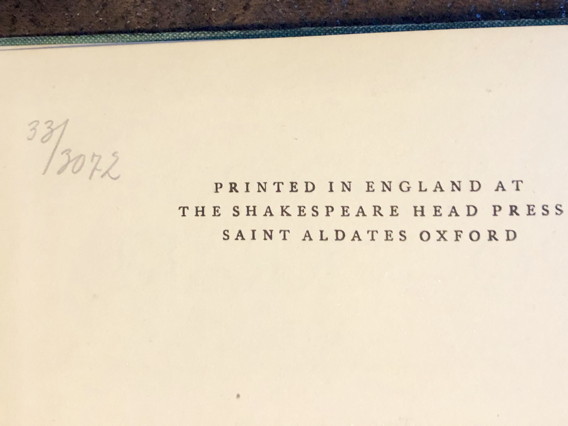 33/3072
PRINTED IN ENGLAND AT
THE SHAKESPEARE HEAD PRESS
SAINT ALDATES OXFORD